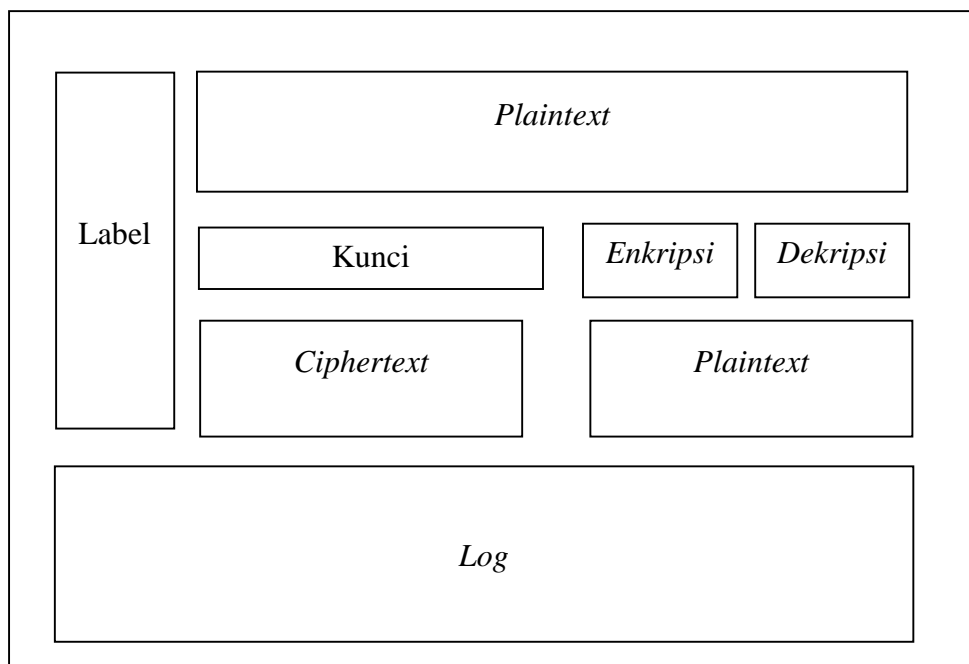 Plaintext
Label
Kunci
Enkripsi
Dekripsi
Ciphertext
Plaintext
Log